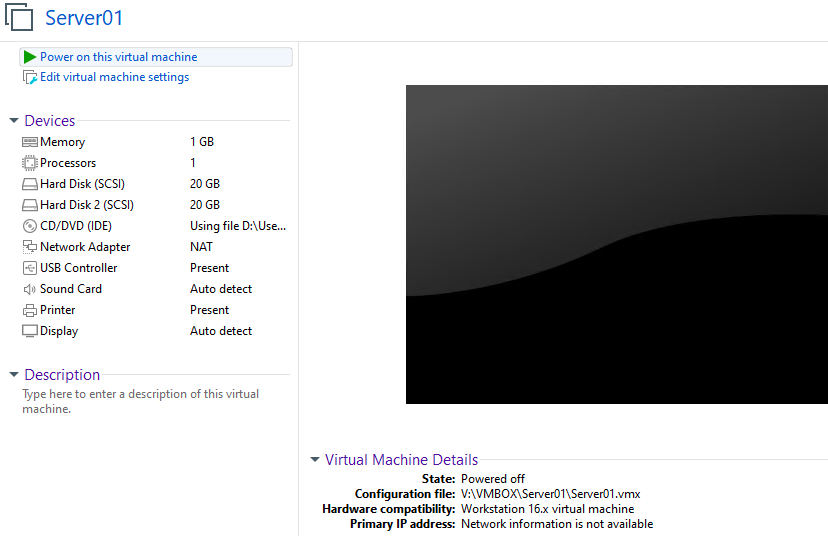 Server01
Power on this virtual machine
Edit virtual machine settings
Devices
Memory 1 GB
Processors 1
Hard Disk (SCSI) 20 GB
Hard Disk 2 (SCSI) 20 GB
CD/DVD (IDE) Using file D:\Use...
Network Adapter NAT
USB Controller Present
Sound Card Auto detect
Printer Present
Display Auto detect
Description
Type here to enter a description of this virtual
machine.
Virtual Machine Details
State: Powered off
Configuration file: V:\VMBOX\Server01\Server01.vmx
Hardware compatibility: Workstation 16.x virtual machine
Primary IP address: Network information is not available